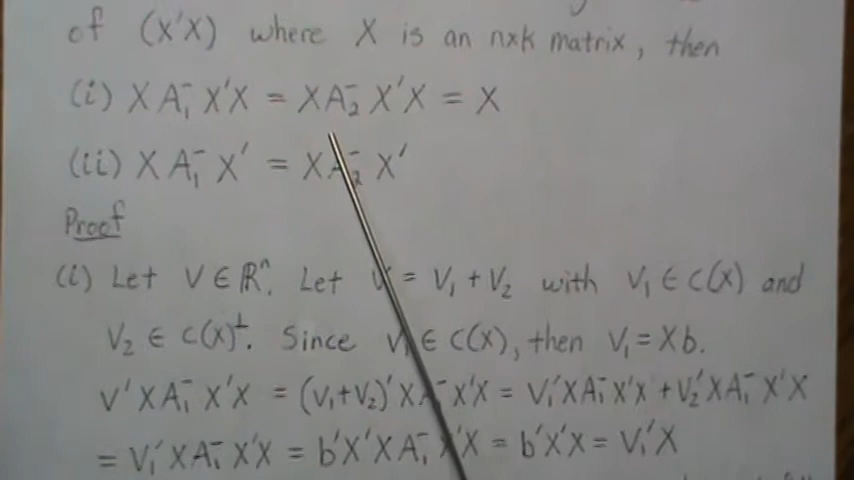 of (X'X) where X is an nxk matrix, then
(i) X A₁⁻ X'X = X A₂⁻ X'X = X
(ii) X A₁⁻ X' = X A₂⁻ X'
Proof
(i) Let V ∈ ℝⁿ. Let V = V₁ + V₂ with V₁ ∈ C(X) and
V₂ ∈ C(X)⊥. Since V₁ ∈ C(X), then V₁ = Xb.
V'XA₁⁻X'X = (V₁+V₂)'XA₁⁻X'X = V₁'XA₁⁻X'X + V₂'XA₁⁻X'X
= V₁'XA₁⁻X'X = b'X'XA₁⁻X'X = b'X'X = V₁'X